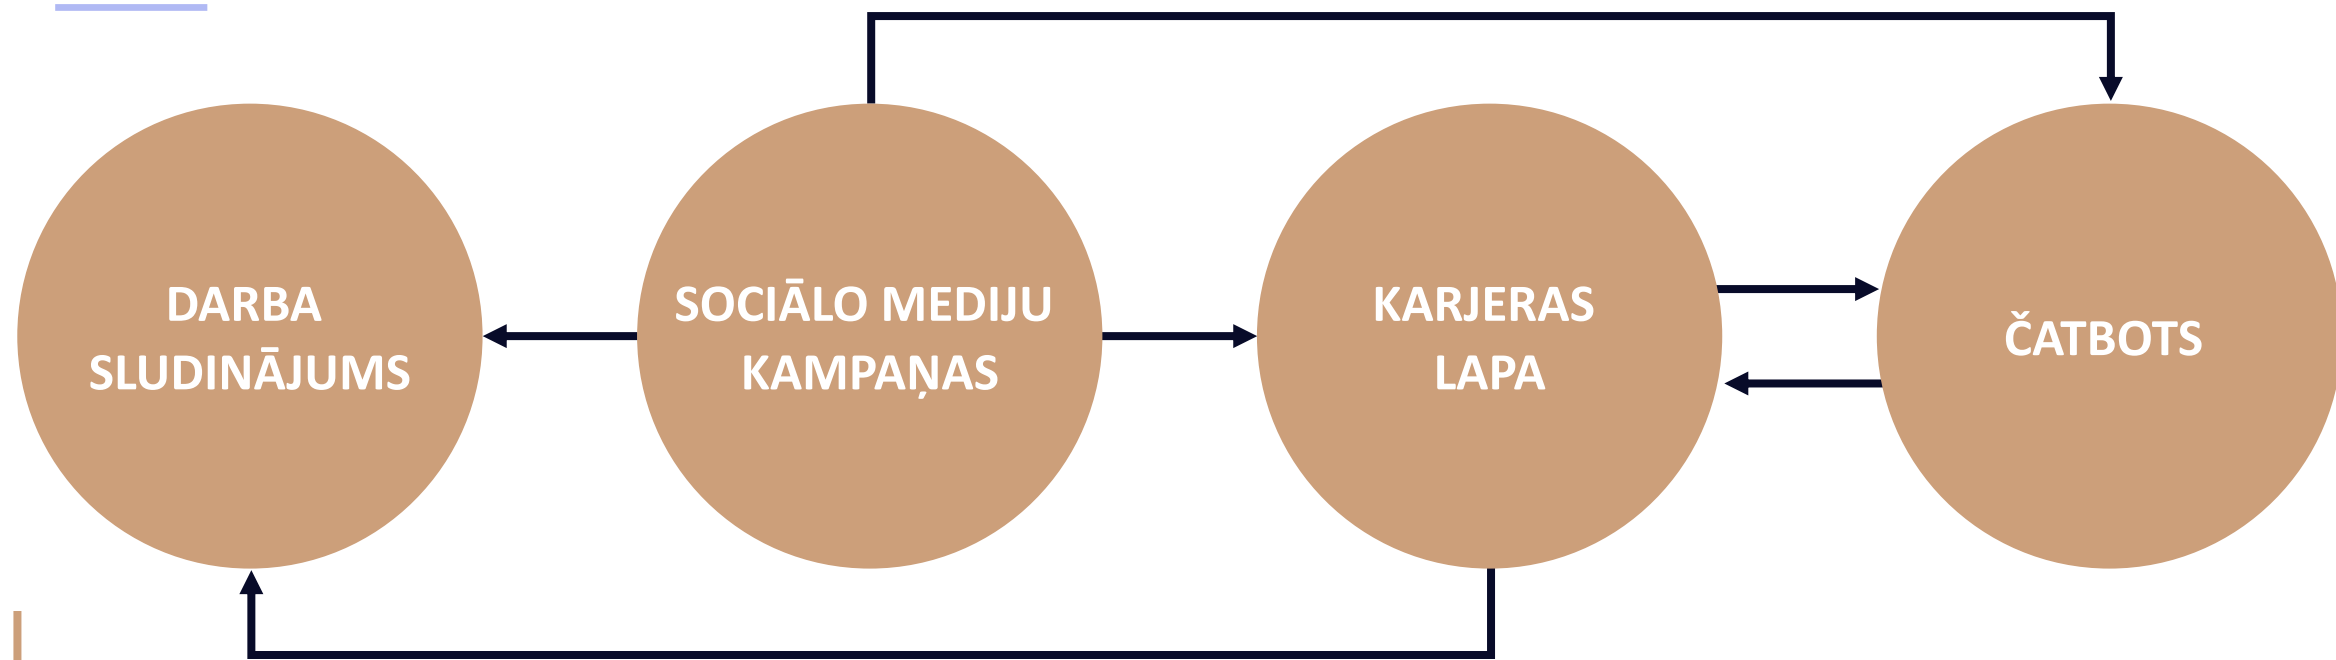 DARBA
SLUDINĀJUMS
SOCIĀLO MEDIJU
KAMPAŅAS
KARJERAS
LAPA
ČATBOTS